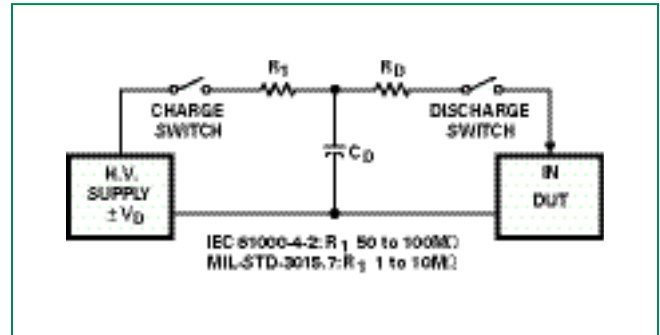 R1
RD
CHARGE
SWITCH
DISCHARGE
SWITCH
CD
H.V.
SUPPLY
± VD
IN
DUT
IEC 61000-4-2: R1 50 to 100MΩ
MIL-STD-3015.7: R1 1 to 10MΩ